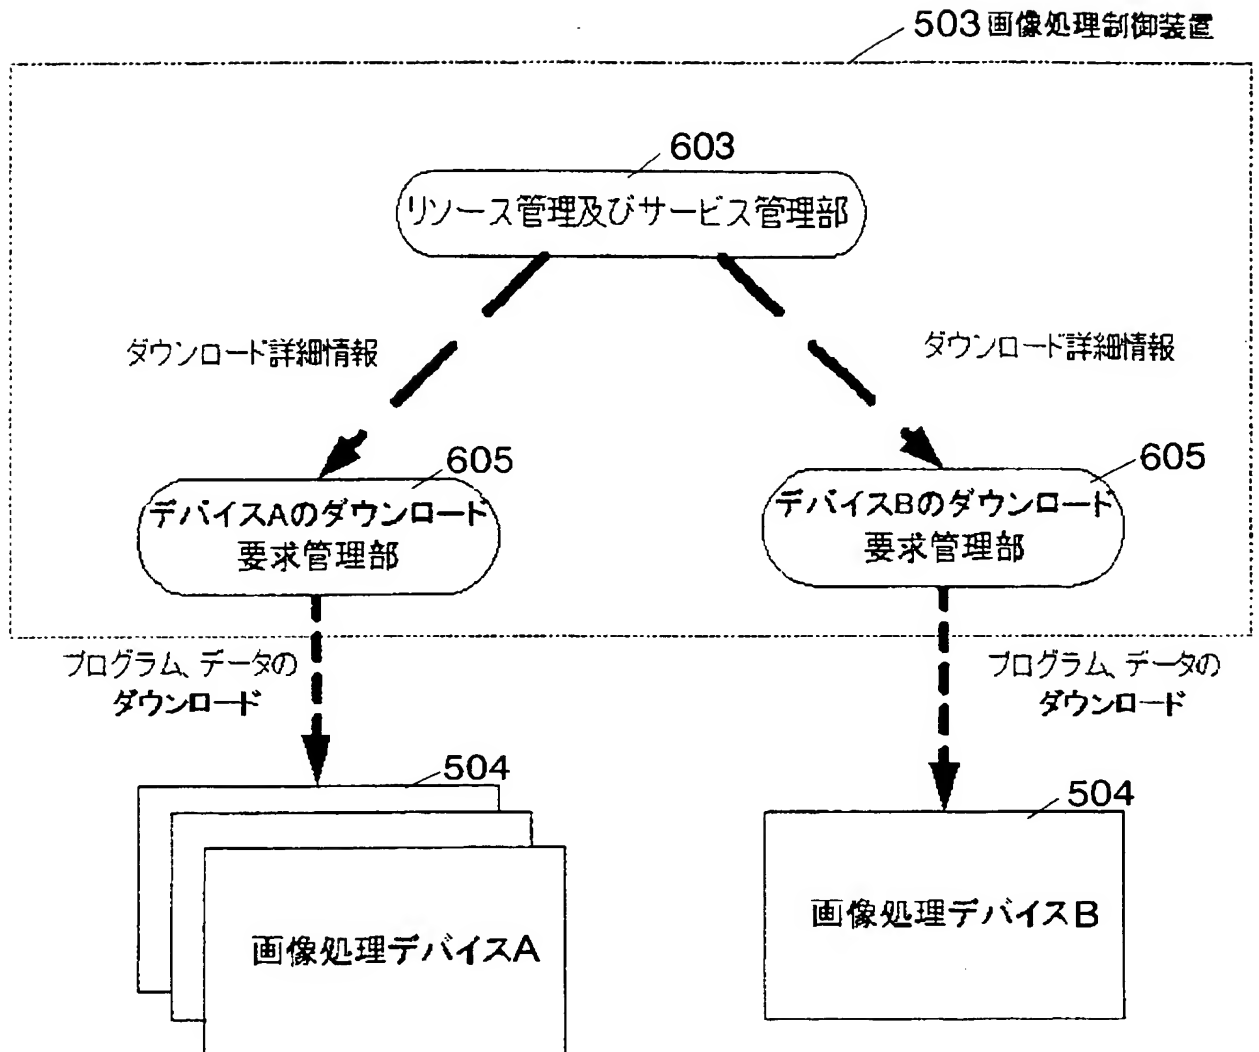 503 画像処理制御装置
603
リソース管理及びサービス管理部
ダウンロード詳細情報
ダウンロード詳細情報
605
デバイスAのダウンロード
要求管理部
605
デバイスBのダウンロード
要求管理部
プログラム、データの
ダウンロード
プログラム、データの
ダウンロード
504
画像処理デバイスA
504
画像処理デバイスB